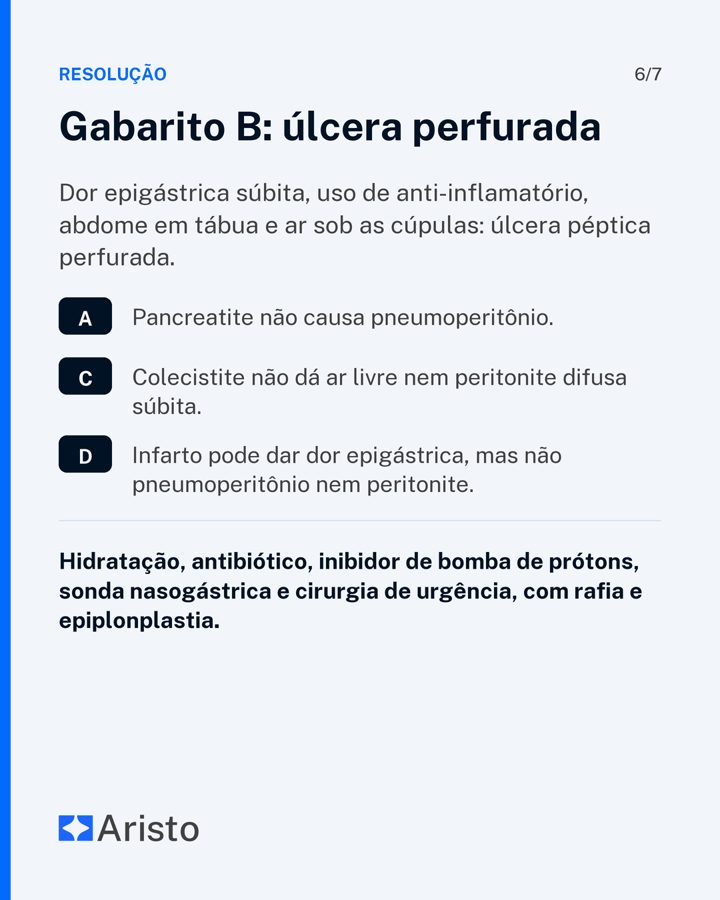 RESOLUÇÃO
6/7
Gabarito B: úlcera perfurada
Dor epigástrica súbita, uso de anti-inflamatório,
abdome em tábua e ar sob as cúpulas: úlcera péptica
perfurada.
A Pancreatite não causa pneumoperitônio.
C Colecistite não dá ar livre nem peritonite difusa
súbita.
D Infarto pode dar dor epigástrica, mas não
pneumoperitônio nem peritonite.
Hidratação, antibiótico, inibidor de bomba de prótons,
sonda nasogástrica e cirurgia de urgência, com rafia e
epiplonplastia.
Aristo